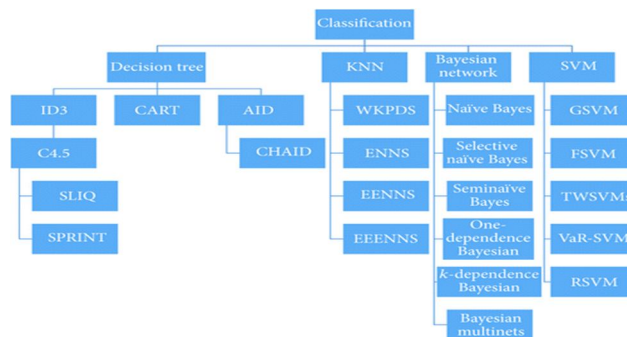 Classification
Decision tree
KNN
Bayesian
network
SVM
ID3
CART
AID
WKPDS
Naïve Bayes
GSVM
C4.5
CHAID
ENNS
Selective
naïve Bayes
FSVM
SLIQ
EENNS
Seminaïve
Bayes
TWSVMs
SPRINT
EEENNS
One-
dependence
Bayesian
VaR-SVM
k-dependence
Bayesian
RSVM
Bayesian
multinets